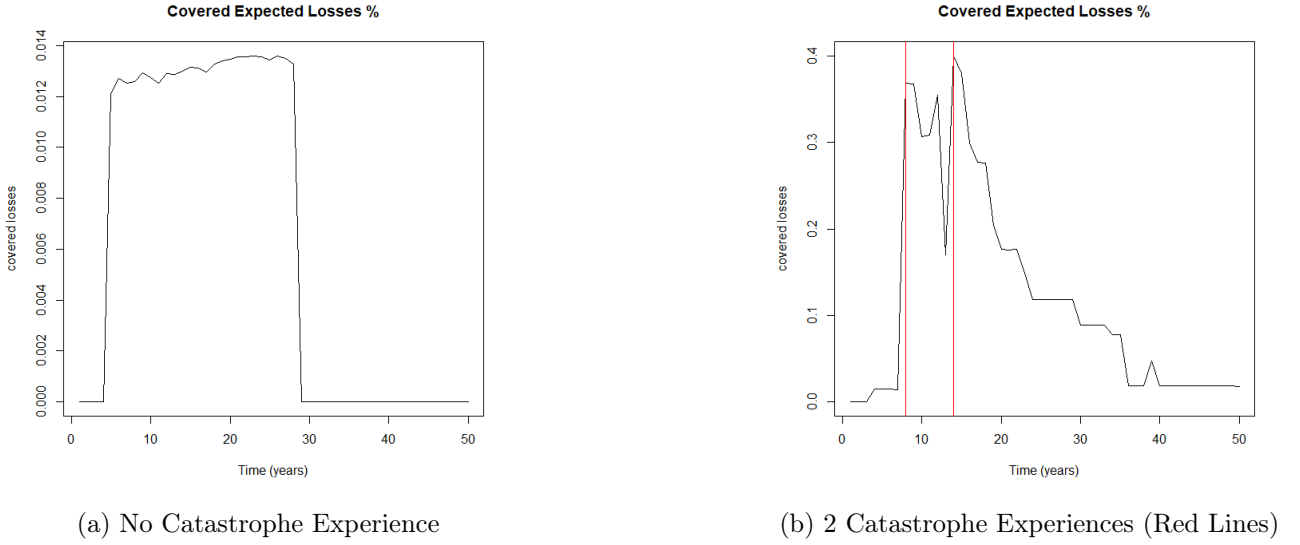 Covered Expected Losses %
covered losses
0.014
0.012
0.010
0.008
0.006
0.004
0.002
0.000
0 10 20 30 40 50
Time (years)
(a) No Catastrophe Experience
Covered Expected Losses %
covered losses
0.4
0.3
0.2
0.1
0.0
0 10 20 30 40 50
Time (years)
(b) 2 Catastrophe Experiences (Red Lines)